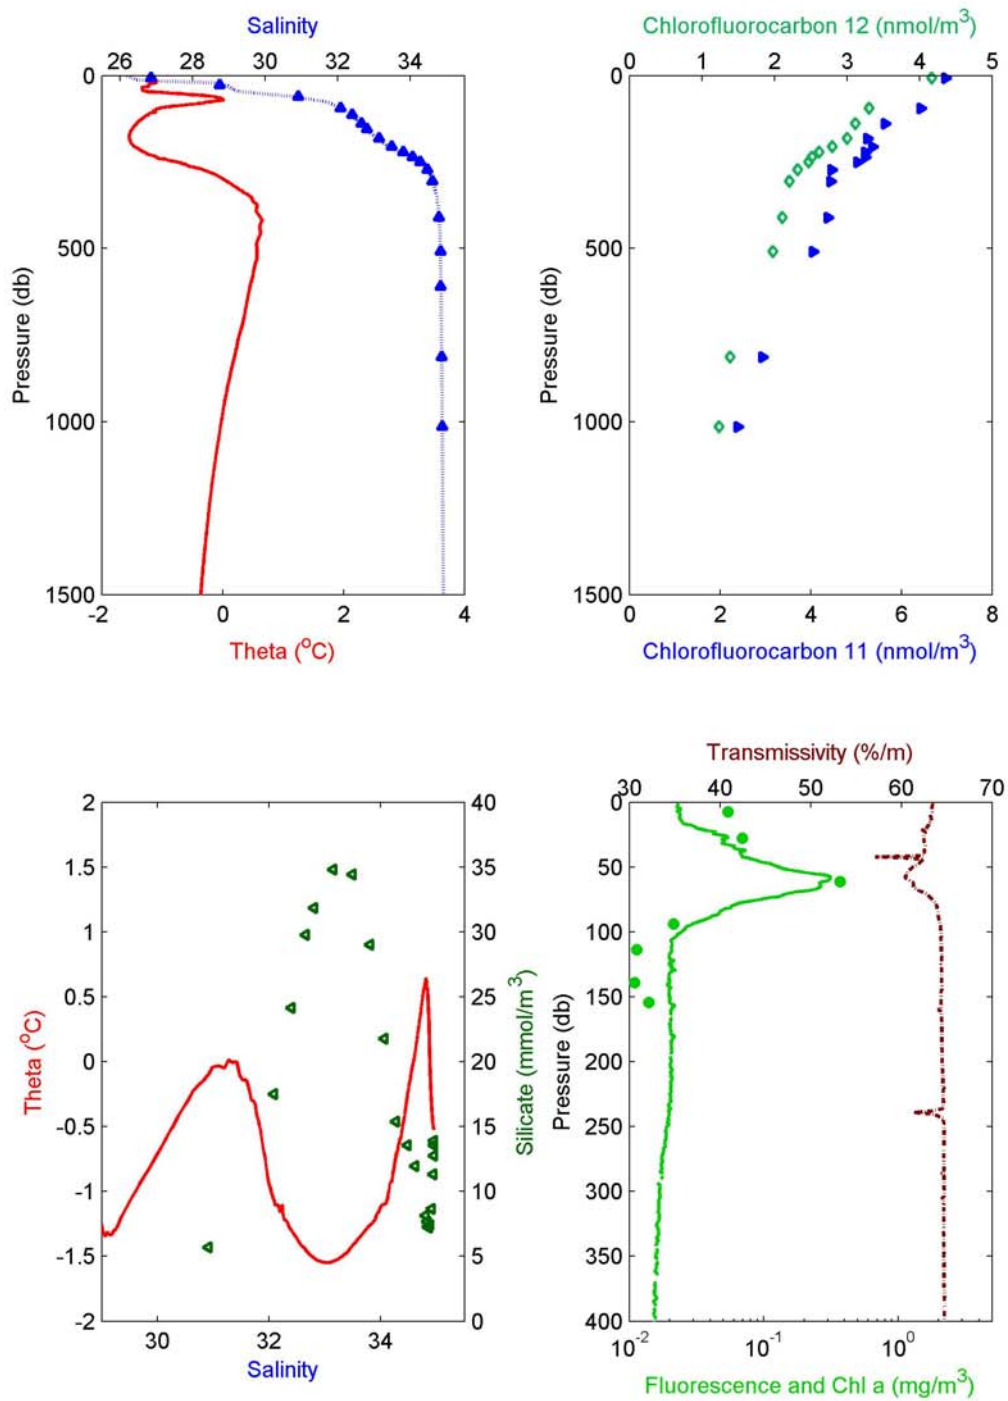 Salinity
26 28 30 32 34
0
500
1000
1500
Pressure (db)
-2 0 2 4
Theta (°C)
Chlorofluorocarbon 12 (nmol/m³)
0 1 2 3 4 5
0
500
1000
1500
Pressure (db)
0 2 4 6 8
Chlorofluorocarbon 11 (nmol/m³)
2
1.5
1
0.5
0
-0.5
-1
-1.5
-2
Theta (°C)
40
35
30
25
20
15
10
5
0
Silicate (mmol/m³)
30 32 34
Salinity
Transmissivity (%/m)
30 40 50 60 70
0
50
100
150
200
250
300
350
400
Pressure (db)
10⁻² 10⁻¹ 10⁰
Fluorescence and Chl a (mg/m³)